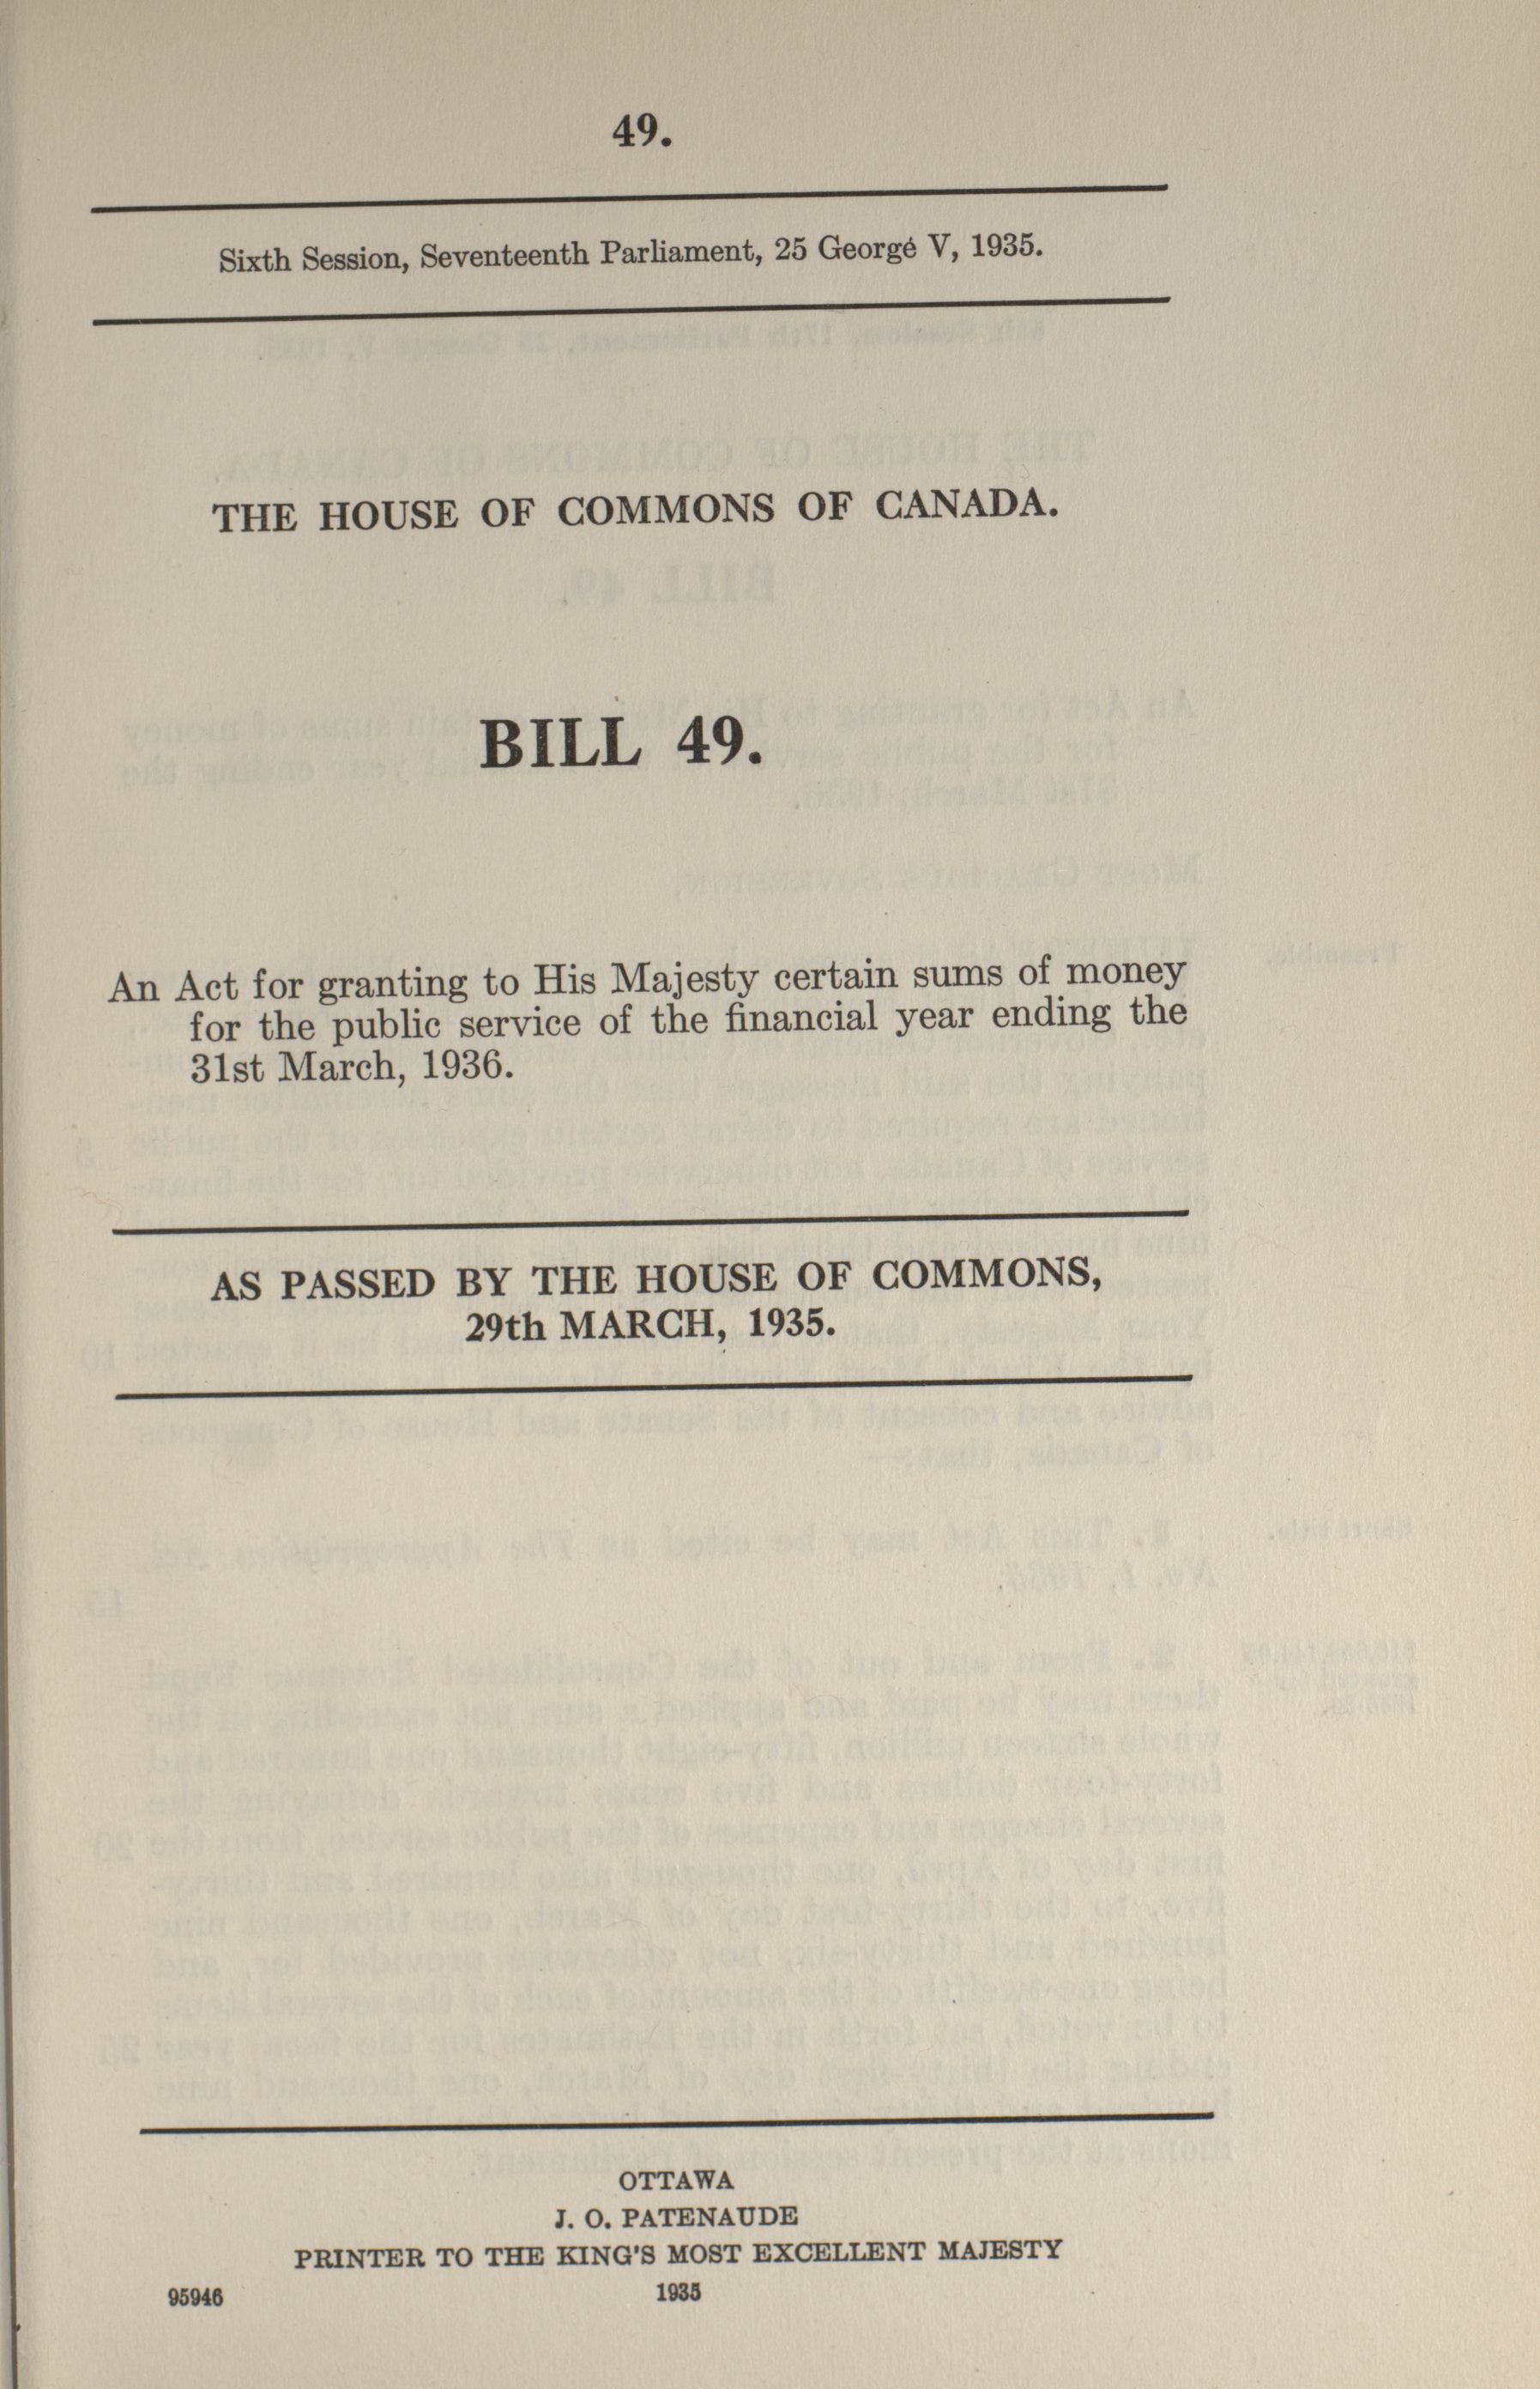 49.
Sixth Session, Seventeenth Parliament, 25 George V, 1935.
THE HOUSE OF COMMONS OF CANADA.
BILL 49.
An Act for granting to His Majesty certain sums of money
for the public service of the financial year ending the
31st March, 1936.
AS PASSED BY THE HOUSE OF COMMONS,
29th MARCH, 1935.
OTTAWA
J. O. PATENAUDE
PRINTER TO THE KING'S MOST EXCELLENT MAJESTY
95946 1935